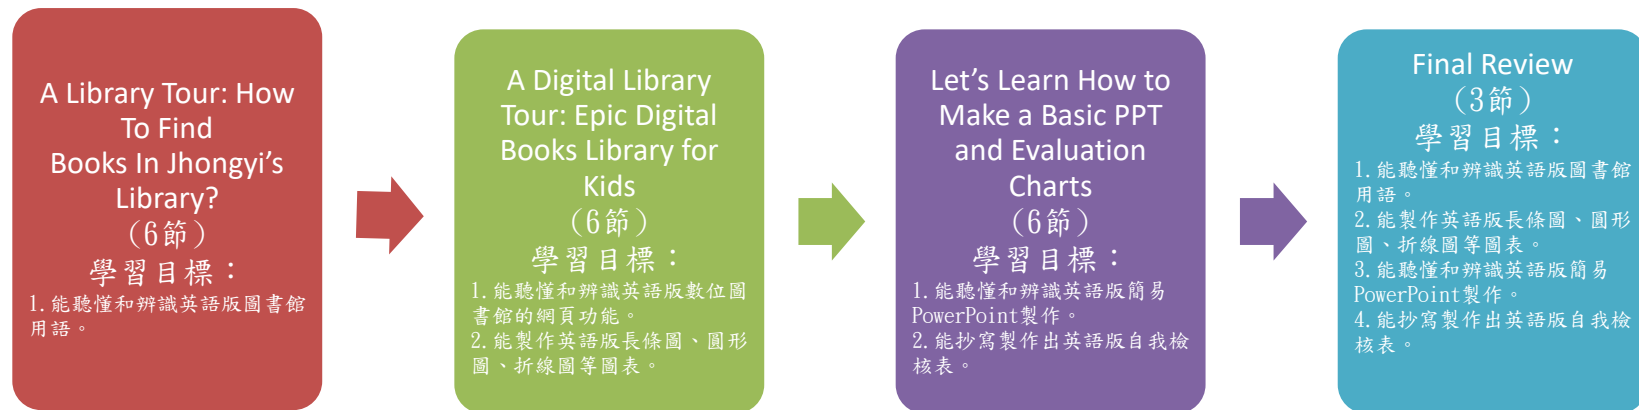 A Library Tour: How
To Find
Books In Jhongyi’s
Library?
（6節）
學習目標：
1.能聽懂和辨識英語版圖書館
用語。
A Digital Library
Tour: Epic Digital
Books Library for
Kids
（6節）
學習目標：
1.能聽懂和辨識英語版數位圖
書館的網頁功能。
2.能製作英語版長條圖、圓形
圖、折線圖等圖表。
Let’s Learn How to
Make a Basic PPT
and Evaluation
Charts
（6節）
學習目標：
1.能聽懂和辨識英語版簡易
PowerPoint製作。
2.能抄寫製作出英語版自我檢
核表。
Final Review
（3節）
學習目標：
1.能聽懂和辨識英語版圖書館
用語。
2.能製作英語版長條圖、圓形
圖、折線圖等圖表。
3.能聽懂和辨識英語版簡易
PowerPoint製作。
4.能抄寫製作出英語版自我檢
核表。